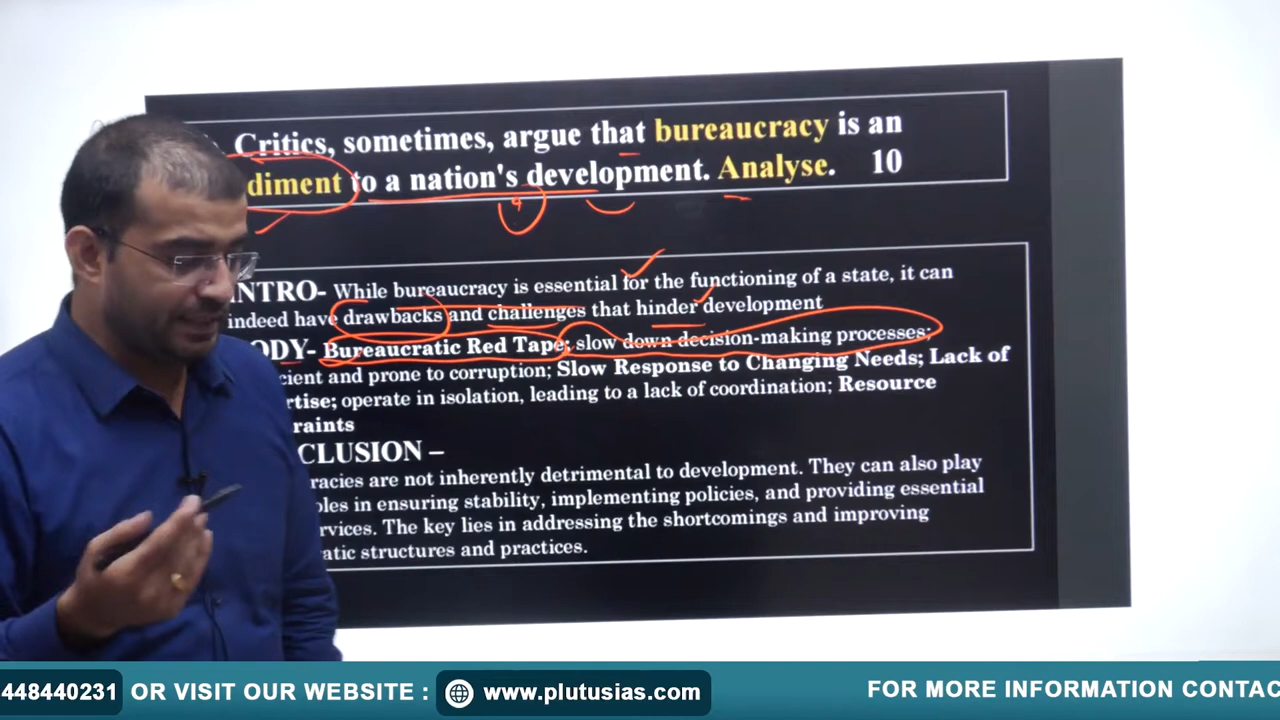 Critics, sometimes, argue that bureaucracy is an
diment to a nation's development. Analyse. 10
INTRO- While bureaucracy is essential for the functioning of a state, it can
indeed have drawbacks and challenges that hinder development
ODY- Bureaucratic Red Tape; slow down decision-making processes;
cient and prone to corruption; Slow Response to Changing Needs; Lack of
rtise; operate in isolation, leading to a lack of coordination; Resource
raints
CLUSION –
racies are not inherently detrimental to development. They can also play
oles in ensuring stability, implementing policies, and providing essential
rvices. The key lies in addressing the shortcomings and improving
atic structures and practices.
448440231 OR VISIT OUR WEBSITE : www.plutusias.com FOR MORE INFORMATION CONTAC